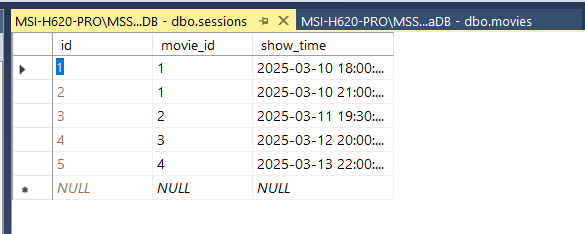 MSI-H620-PRO\MSS...DB - dbo.sessions MSI-H620-PRO\MSS...aDB - dbo.movies
id movie_id show_time
1 1 2025-03-10 18:00:...
2 1 2025-03-10 21:00:...
3 2 2025-03-11 19:30:...
4 3 2025-03-12 20:00:...
5 4 2025-03-13 22:00:...
NULL NULL NULL